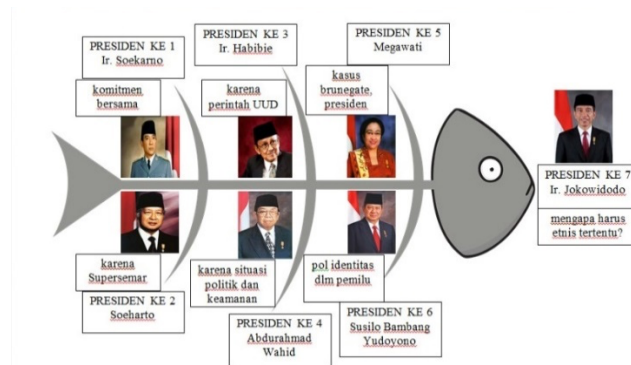 PRESIDEN KE 1
Ir. Soekarno
komitmen
bersama
PRESIDEN KE 3
Ir. Habibie
karena
perintah UUD
PRESIDEN KE 5
Megawati
kasus
brunegate,
presiden
PRESIDEN KE 7
Ir. Jokowidodo
mengapa harus
etnis tertentu?
karena
Supersemar
PRESIDEN KE 2
Soeharto
karena situasi
politik dan
keamanan
PRESIDEN KE 4
Abdurahmad
Wahid
pol identitas
dlm pemilu
PRESIDEN KE 6
Susilo Bambang
Yudoyono